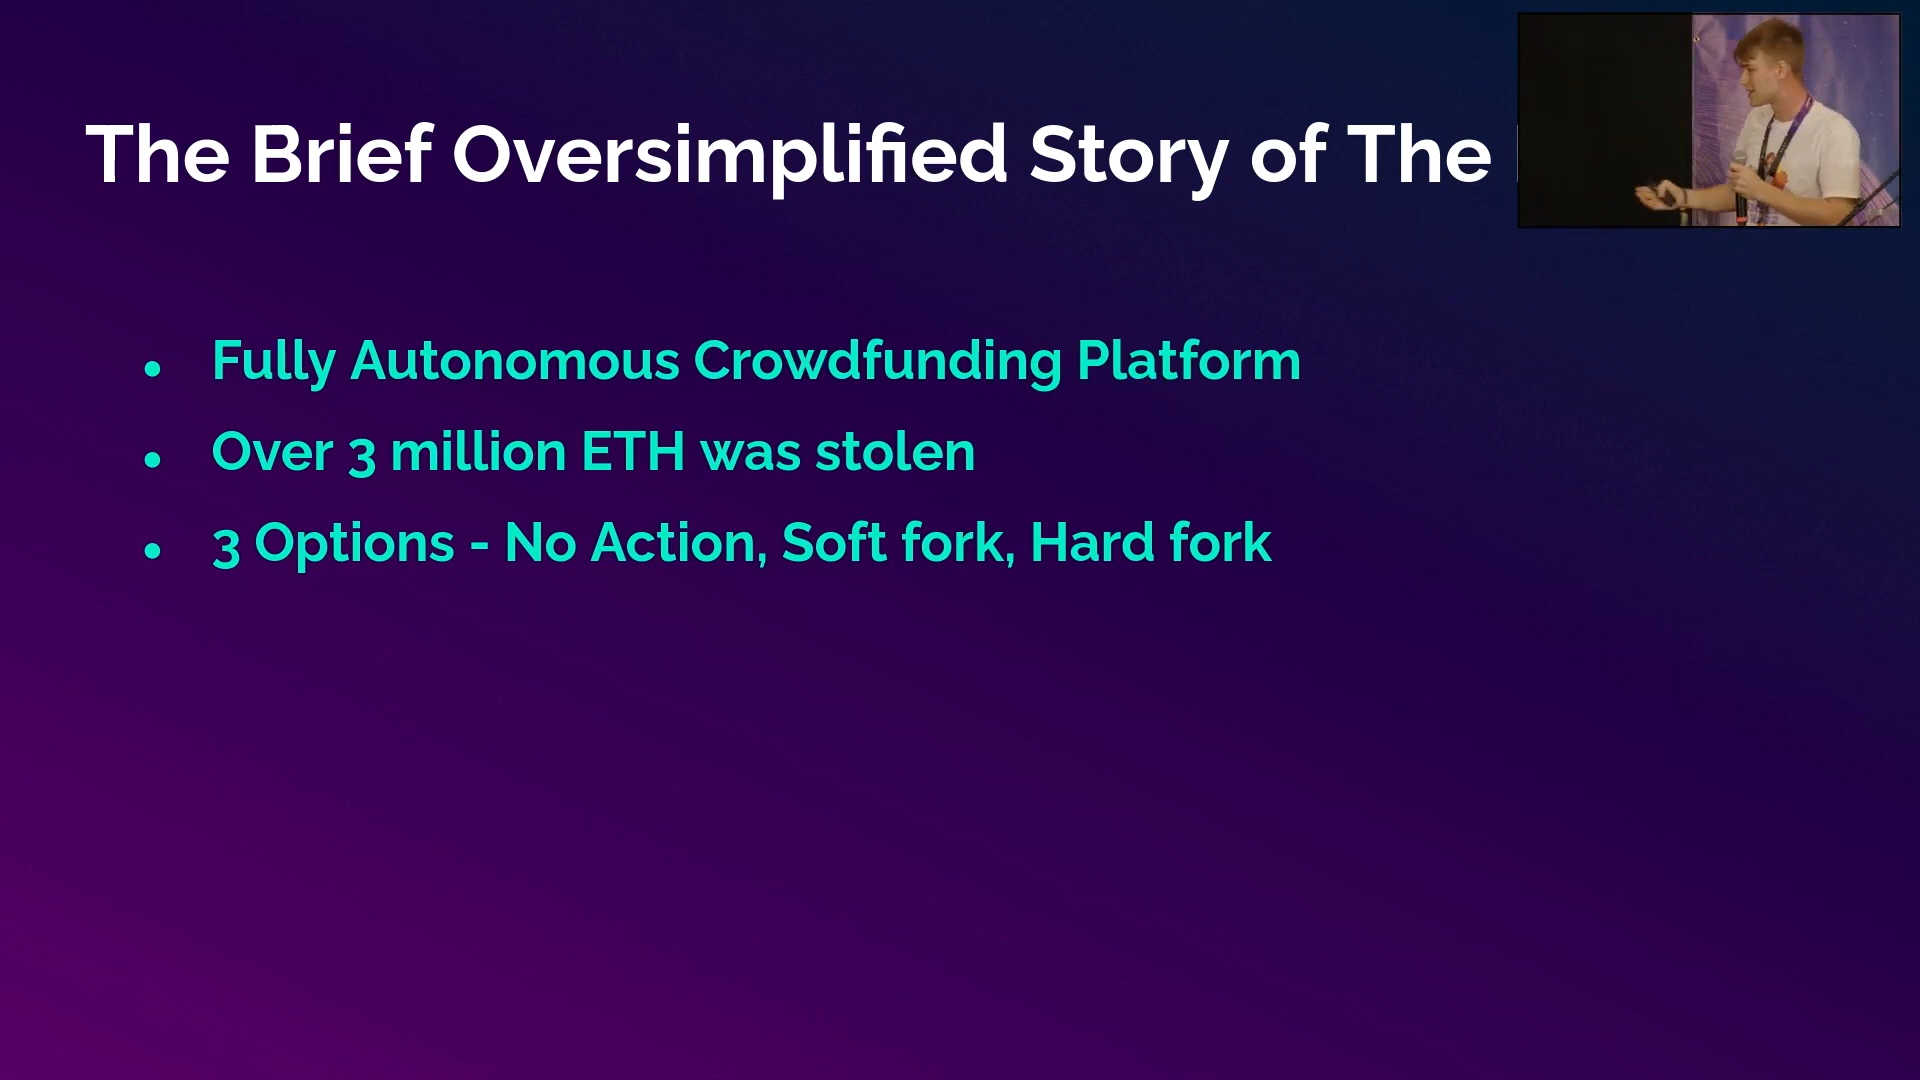 The Brief Oversimplified Story of The
• Fully Autonomous Crowdfunding Platform
• Over 3 million ETH was stolen
• 3 Options - No Action, Soft fork, Hard fork